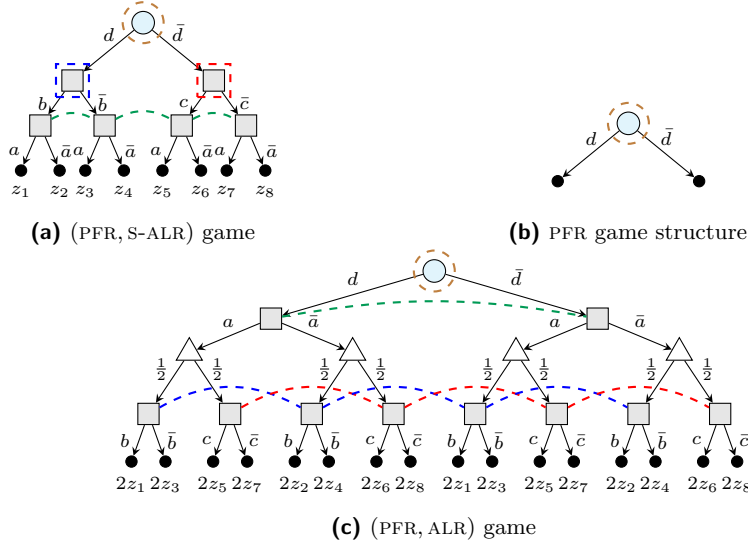 d d̄
b b̄ c c̄
a ā a ā a ā a ā
z₁ z₂ z₃ z₄ z₅ z₆ z₇ z₈
(a) (PFR, S-ALR) game
d d̄
(b) PFR game structure
d d̄
a ā a ā
1/2 1/2 1/2 1/2 1/2 1/2 1/2 1/2
b b̄ c c̄ b b̄ c c̄ b b̄ c c̄ b b̄ c c̄
2z₁ 2z₃ 2z₅ 2z₇ 2z₂ 2z₄ 2z₆ 2z₈ 2z₁ 2z₃ 2z₅ 2z₇ 2z₂ 2z₄ 2z₆ 2z₈
(c) (PFR, ALR) game